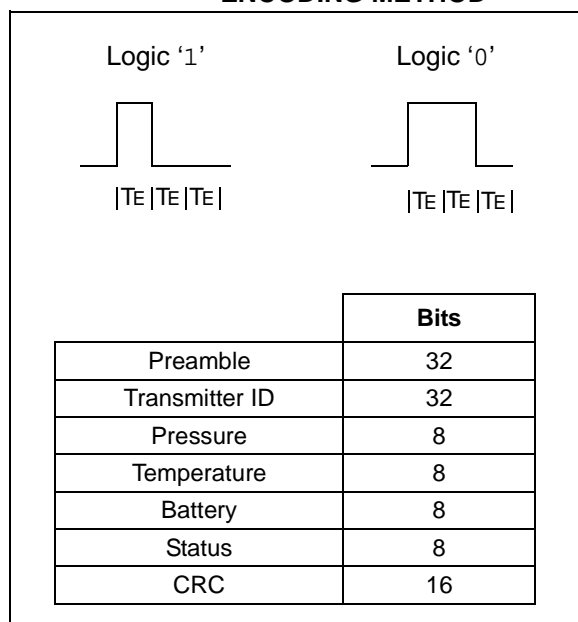 ENCODING METHOD
Logic ‘1’ Logic ‘0’
|TE|TE|TE| |TE|TE|TE|
Bits
Preamble 32
Transmitter ID 32
Pressure 8
Temperature 8
Battery 8
Status 8
CRC 16